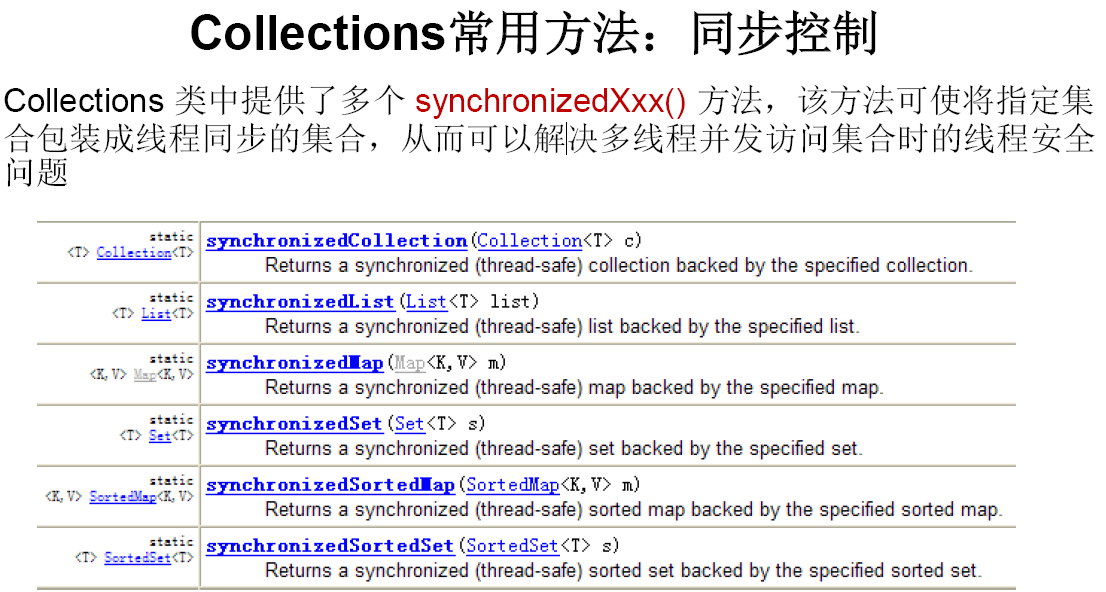 Collections常用方法：同步控制
Collections 类中提供了多个 synchronizedXxx() 方法，该方法可使将指定集
合包装成线程同步的集合，从而可以解决多线程并发访问集合时的线程安全
问题
static
<T> Collection<T>
synchronizedCollection(Collection<T> c)
Returns a synchronized (thread-safe) collection backed by the specified collection.
static
<T> List<T>
synchronizedList(List<T> list)
Returns a synchronized (thread-safe) list backed by the specified list.
static
<K,V> Map<K,V>
synchronizedMap(Map<K,V> m)
Returns a synchronized (thread-safe) map backed by the specified map.
static
<T> Set<T>
synchronizedSet(Set<T> s)
Returns a synchronized (thread-safe) set backed by the specified set.
static
<K,V> SortedMap<K,V>
synchronizedSortedMap(SortedMap<K,V> m)
Returns a synchronized (thread-safe) sorted map backed by the specified sorted map.
static
<T> SortedSet<T>
synchronizedSortedSet(SortedSet<T> s)
Returns a synchronized (thread-safe) sorted set backed by the specified sorted set.